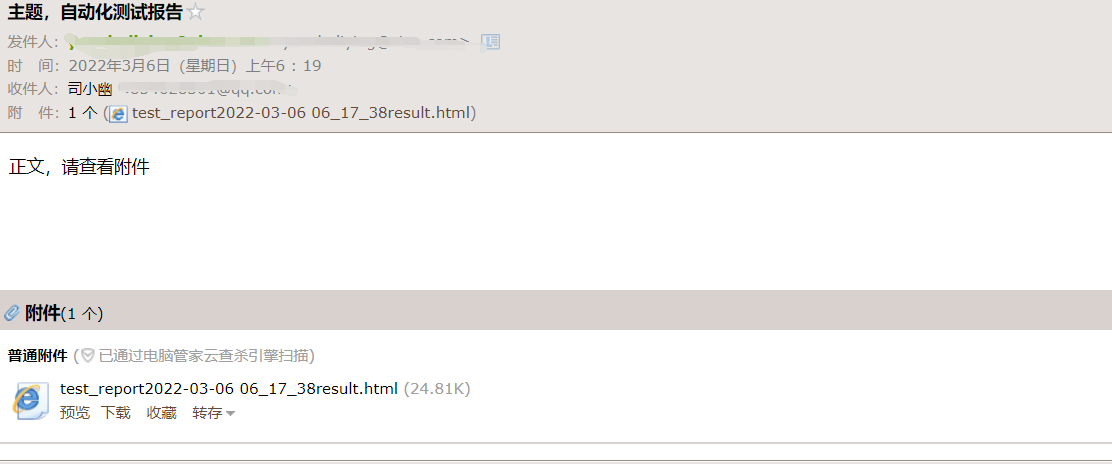 主题，自动化测试报告
发件人：
时 间：2022年3月6日（星期日）上午6：19
收件人：司小幽
附 件：1 个 (test_report2022-03-06 06_17_38result.html)
正文，请查看附件
附件(1 个)
普通附件 (已通过电脑管家云查杀引擎扫描)
test_report2022-03-06 06_17_38result.html (24.81K)
预览 下载 收藏 转存